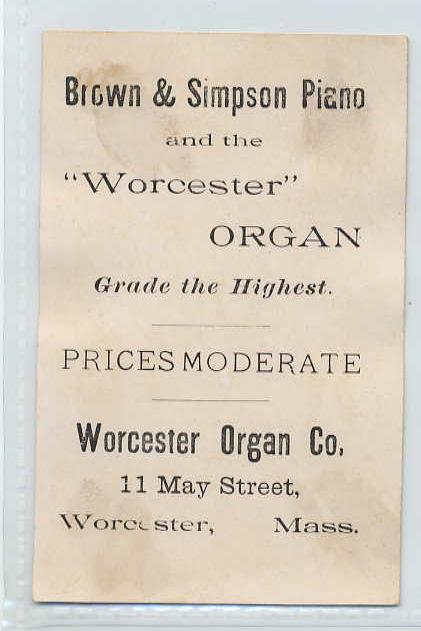 Brown & Simpson Piano
and the
"Worcester"
ORGAN
Grade the Highest.
PRICES MODERATE
Worcester Organ Co.
11 May Street,
Worcester, Mass.